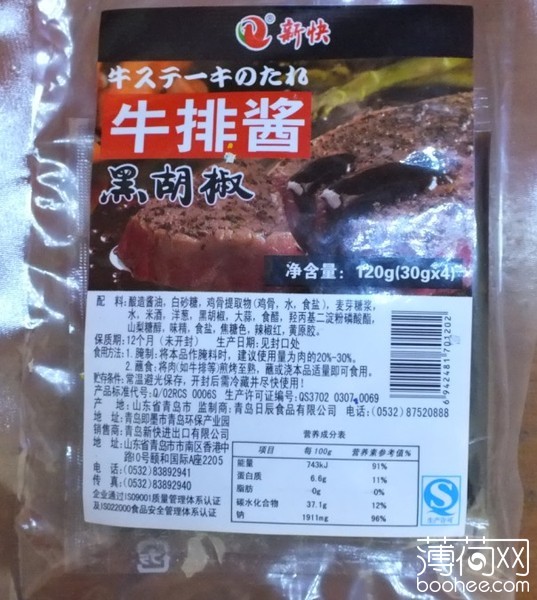 新快
牛ステーキのたれ
牛排酱
黑胡椒
净含量：120g(30gx4)
配 料：酿造酱油，白砂糖，鸡骨提取物(鸡骨，水，食盐)，麦芽糖浆，
水，米酒，洋葱，黑胡椒，大蒜，食醋，羟丙基二淀粉磷酸酯，
山梨糖醇，味精，食盐，焦糖色，辣椒红，黄原胶。
保质期：12个月（未开封） 生产日期：见封口处
食用方法：1.腌制：将本品作腌料时，建议使用量为肉的20%-30%。
2.蘸食：将肉(如牛排等)煎烤至熟，蘸或浇本品适量即可食用。
贮存条件：常温避光保存，开封后需冷藏并尽快使用！
产品标准代号：Q/02RCS 0006S 生产许可证编号：QS3702 0307 0069
产 地：山东省青岛市 监制商：青岛日辰食品有限公司 电话：(0532) 87520888
地 址：青岛即墨市青岛环保产业园
销售商：青岛新快进出口有限公司
地 址：山东省青岛市市南区香港中
路10号颐和国际A座2205
电 话：(0532)83892941
传 真：(0532)83892940
企业通过ISO9001质量管理体系认证
及ISO22000食品安全管理体系认证
营养成分表
项目 每100g 营养素参考值%
能量 743kJ 91%
蛋白质 6.6g 11%
脂肪 0g 0%
碳水化合物 37.1g 12%
钠 1911mg 96%
6942481701202
QS
生产许可
薄荷网
boohee.com